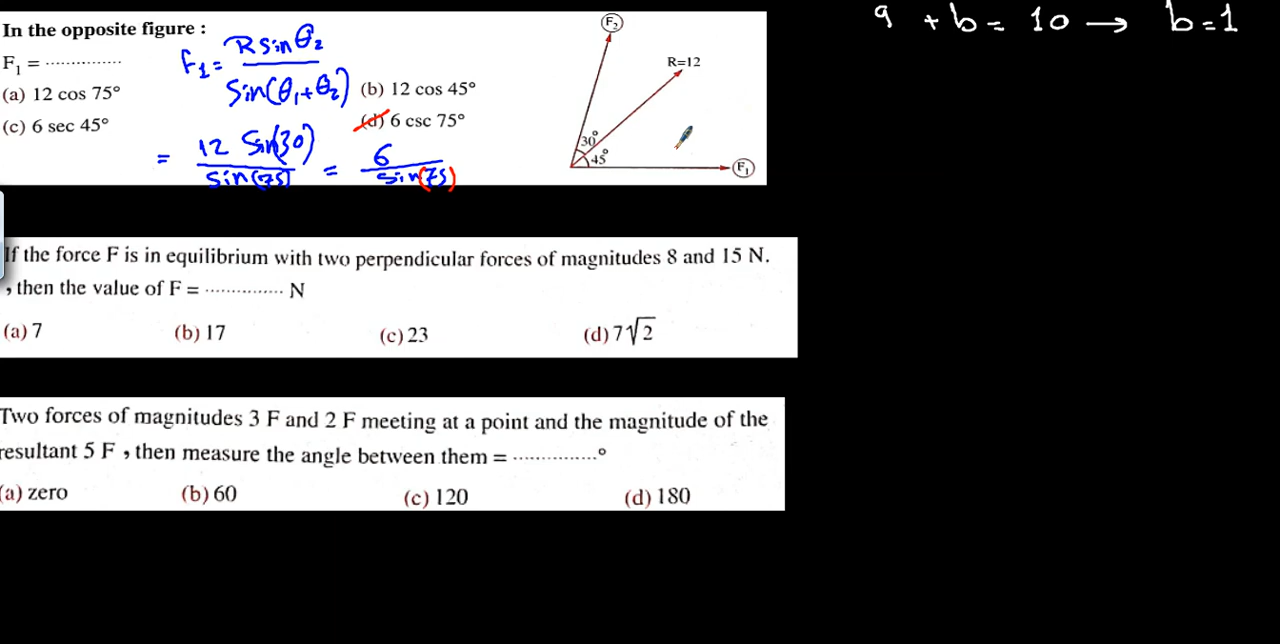 9 + b = 10 → b=1
In the opposite figure :
F₁ = ···············
(a) 12 cos 75°
(b) 12 cos 45°
(c) 6 sec 45°
(d) 6 csc 75°
F₁ = R sin θ₂ / sin(θ₁+θ₂)
= 12 sin(30) / sin(75) = 6 / sin(75)
F₂
R=12
30°
45°
F₁
If the force F is in equilibrium with two perpendicular forces of magnitudes 8 and 15 N.
, then the value of F = ··············· N
(a) 7 (b) 17 (c) 23 (d) 7√2
Two forces of magnitudes 3 F and 2 F meeting at a point and the magnitude of the
resultant 5 F , then measure the angle between them = ···············°
(a) zero (b) 60 (c) 120 (d) 180